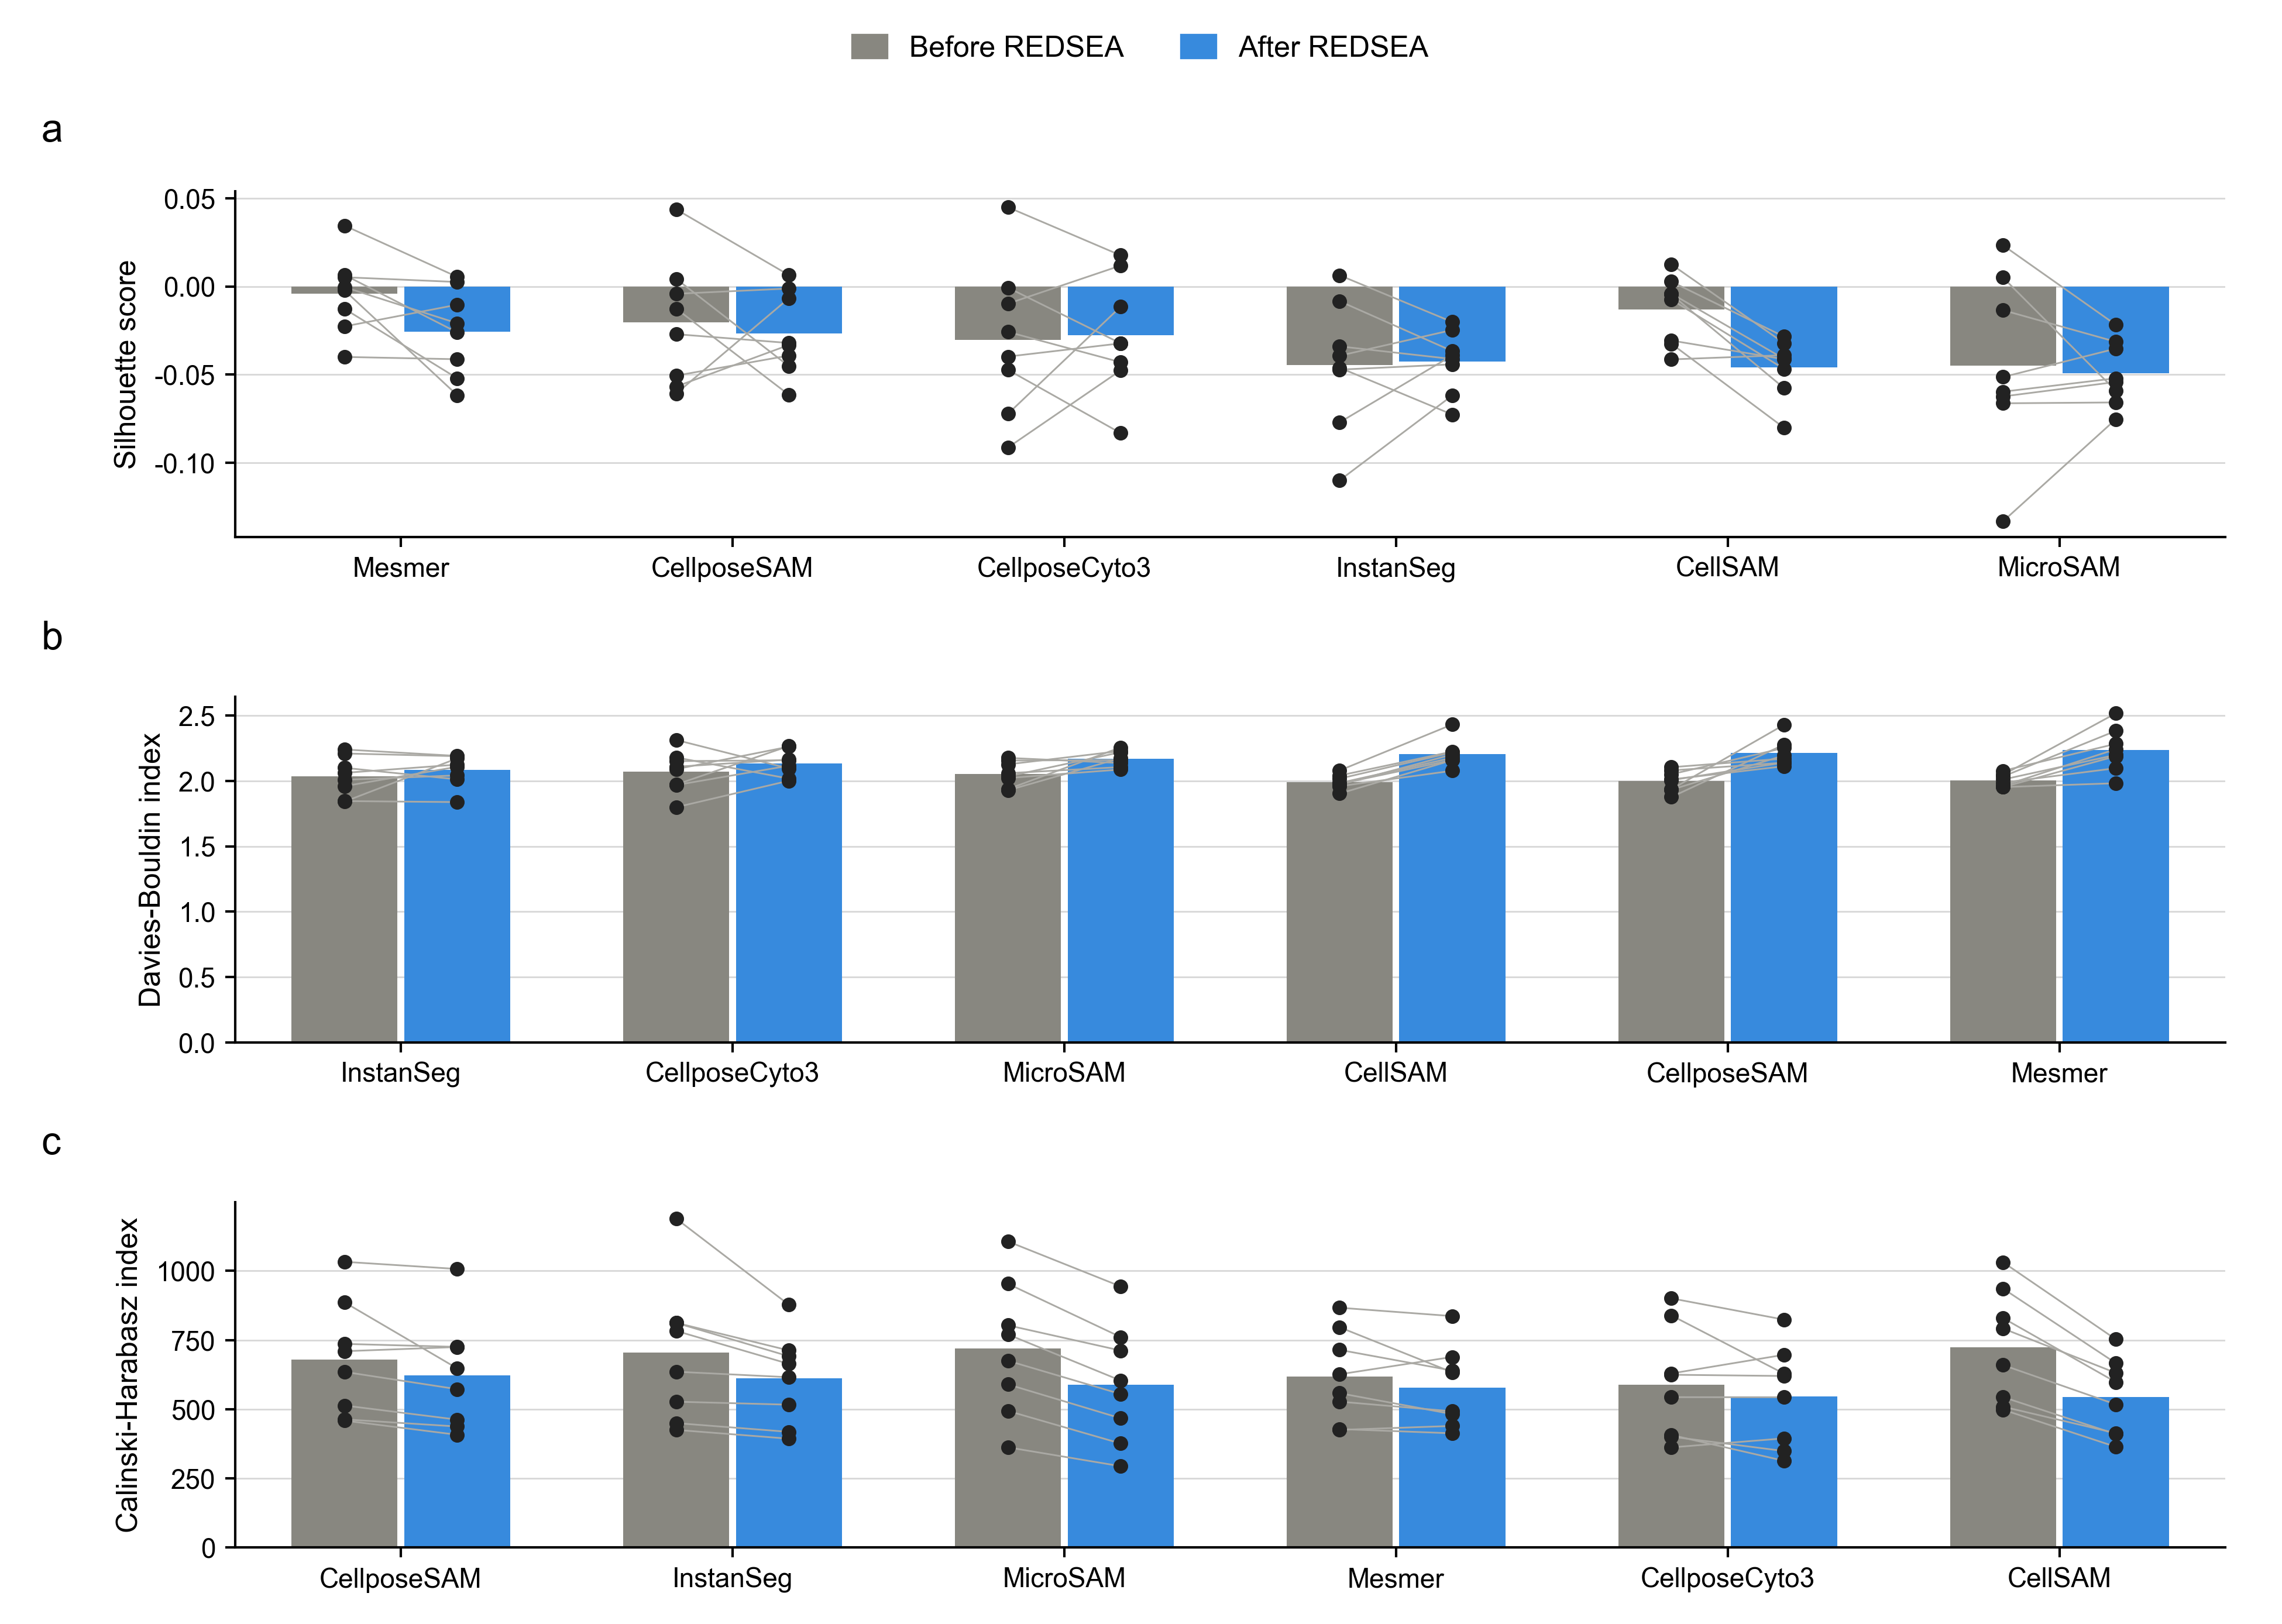 Before REDSEA After REDSEA
a
Silhouette score
0.05
0.00
-0.05
-0.10
Mesmer CellposeSAM CellposeCyto3 InstanSeg CellSAM MicroSAM
b
Davies-Bouldin index
2.5
2.0
1.5
1.0
0.5
0.0
InstanSeg CellposeCyto3 MicroSAM CellSAM CellposeSAM Mesmer
c
Calinski-Harabasz index
1000
750
500
250
0
CellposeSAM InstanSeg MicroSAM Mesmer CellposeCyto3 CellSAM